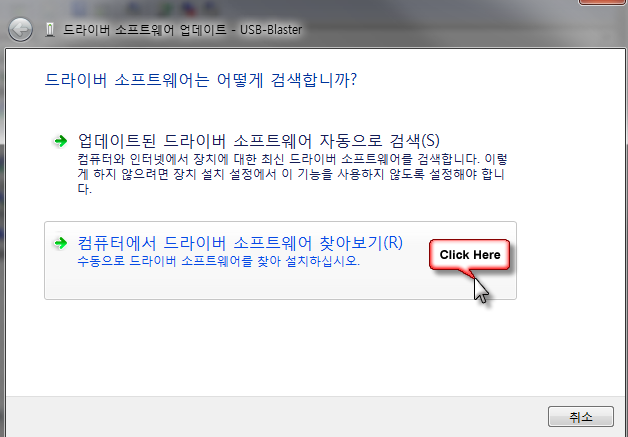 드라이버 소프트웨어 업데이트 - USB-Blaster
드라이버 소프트웨어는 어떻게 검색합니까?
업데이트된 드라이버 소프트웨어 자동으로 검색(S)
컴퓨터와 인터넷에서 장치에 대한 최신 드라이버 소프트웨어를 검색합니다. 이렇
게 하지 않으려면 장치 설치 설정에서 이 기능을 사용하지 않도록 설정해야 합니
다.
컴퓨터에서 드라이버 소프트웨어 찾아보기(R)
수동으로 드라이버 소프트웨어를 찾아 설치하십시오.
Click Here
취소